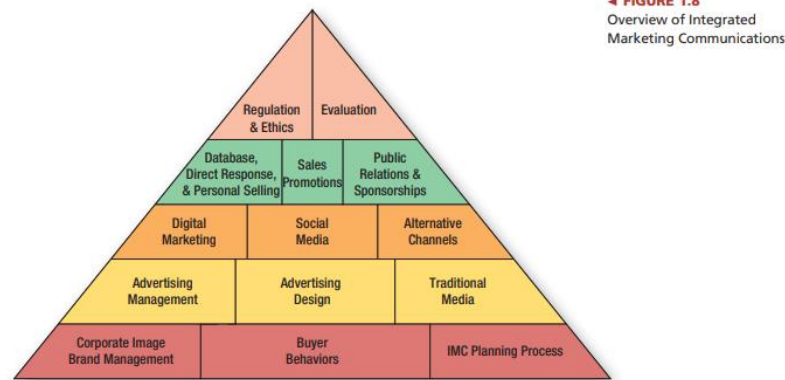 ◄ FIGURE 1.8
Overview of Integrated
Marketing Communications
Regulation
& Ethics
Evaluation
Database,
Direct Response,
& Personal Selling
Sales
Promotions
Public
Relations &
Sponsorships
Digital
Marketing
Social
Media
Alternative
Channels
Advertising
Management
Advertising
Design
Traditional
Media
Corporate Image
Brand Management
Buyer
Behaviors
IMC Planning Process